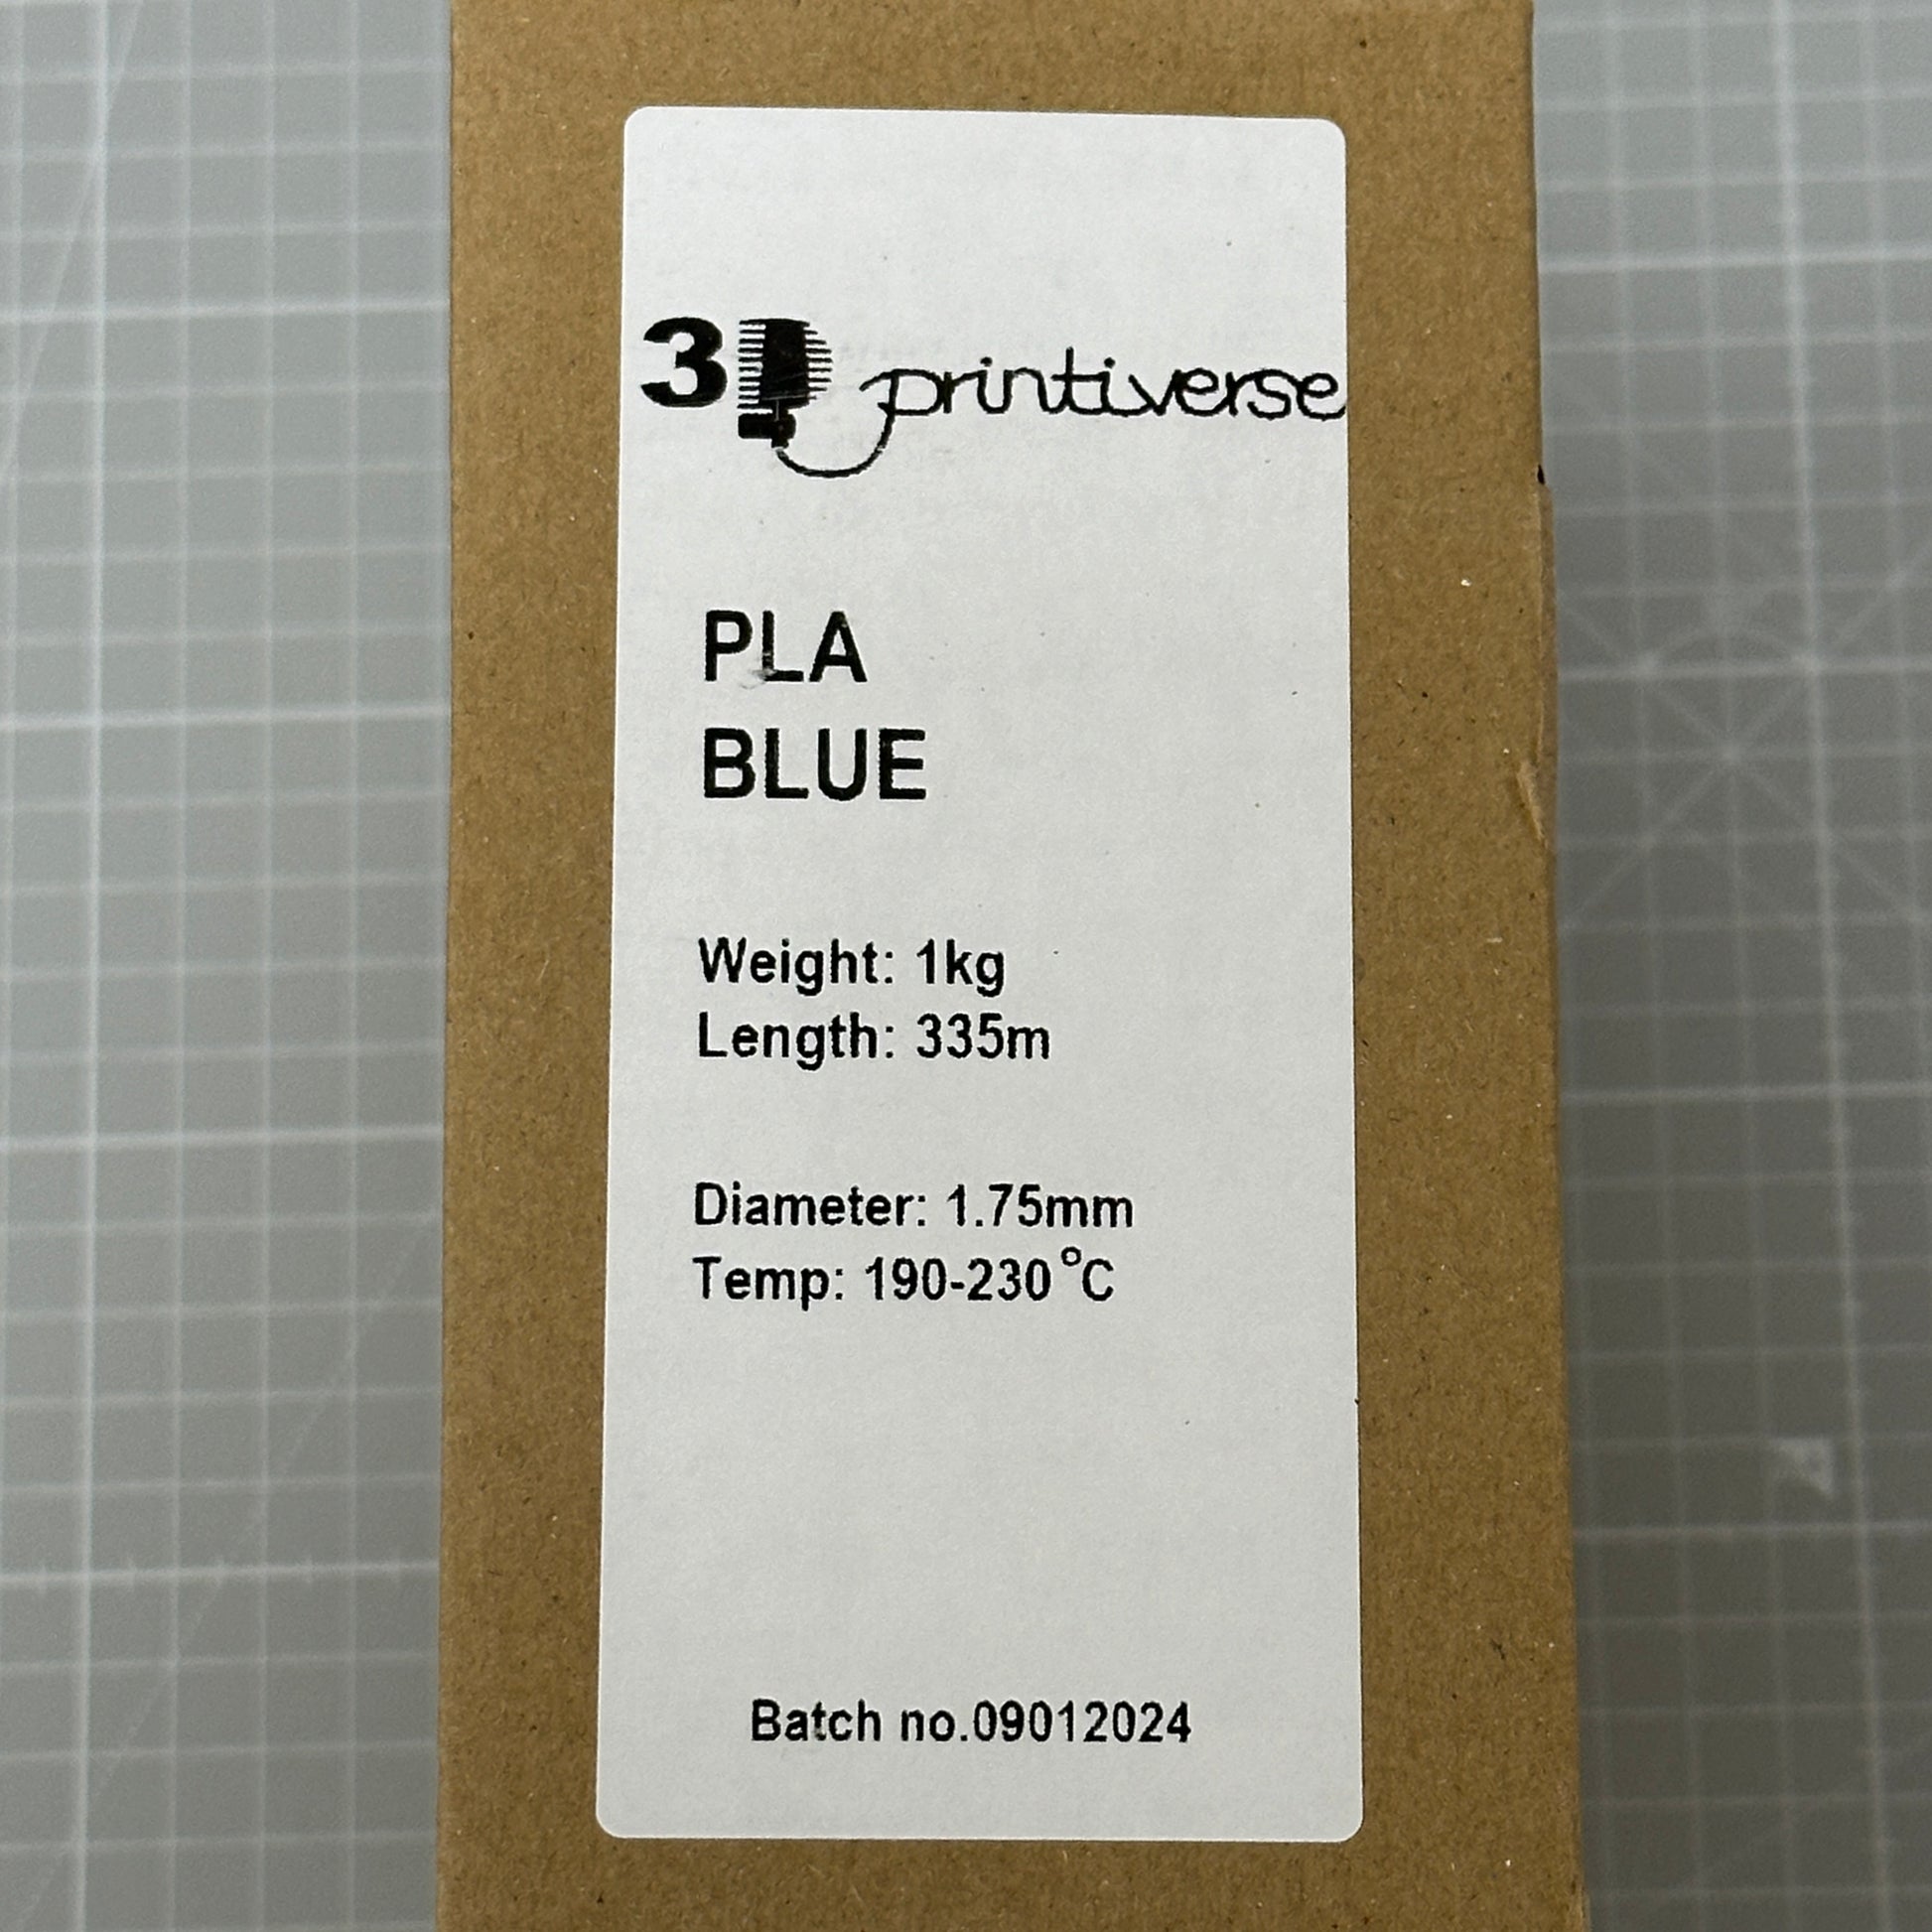 3D printiverse
PLA
BLUE
Weight: 1kg
Length: 335m
Diameter: 1.75mm
Temp: 190-230°C
Batch no.09012024